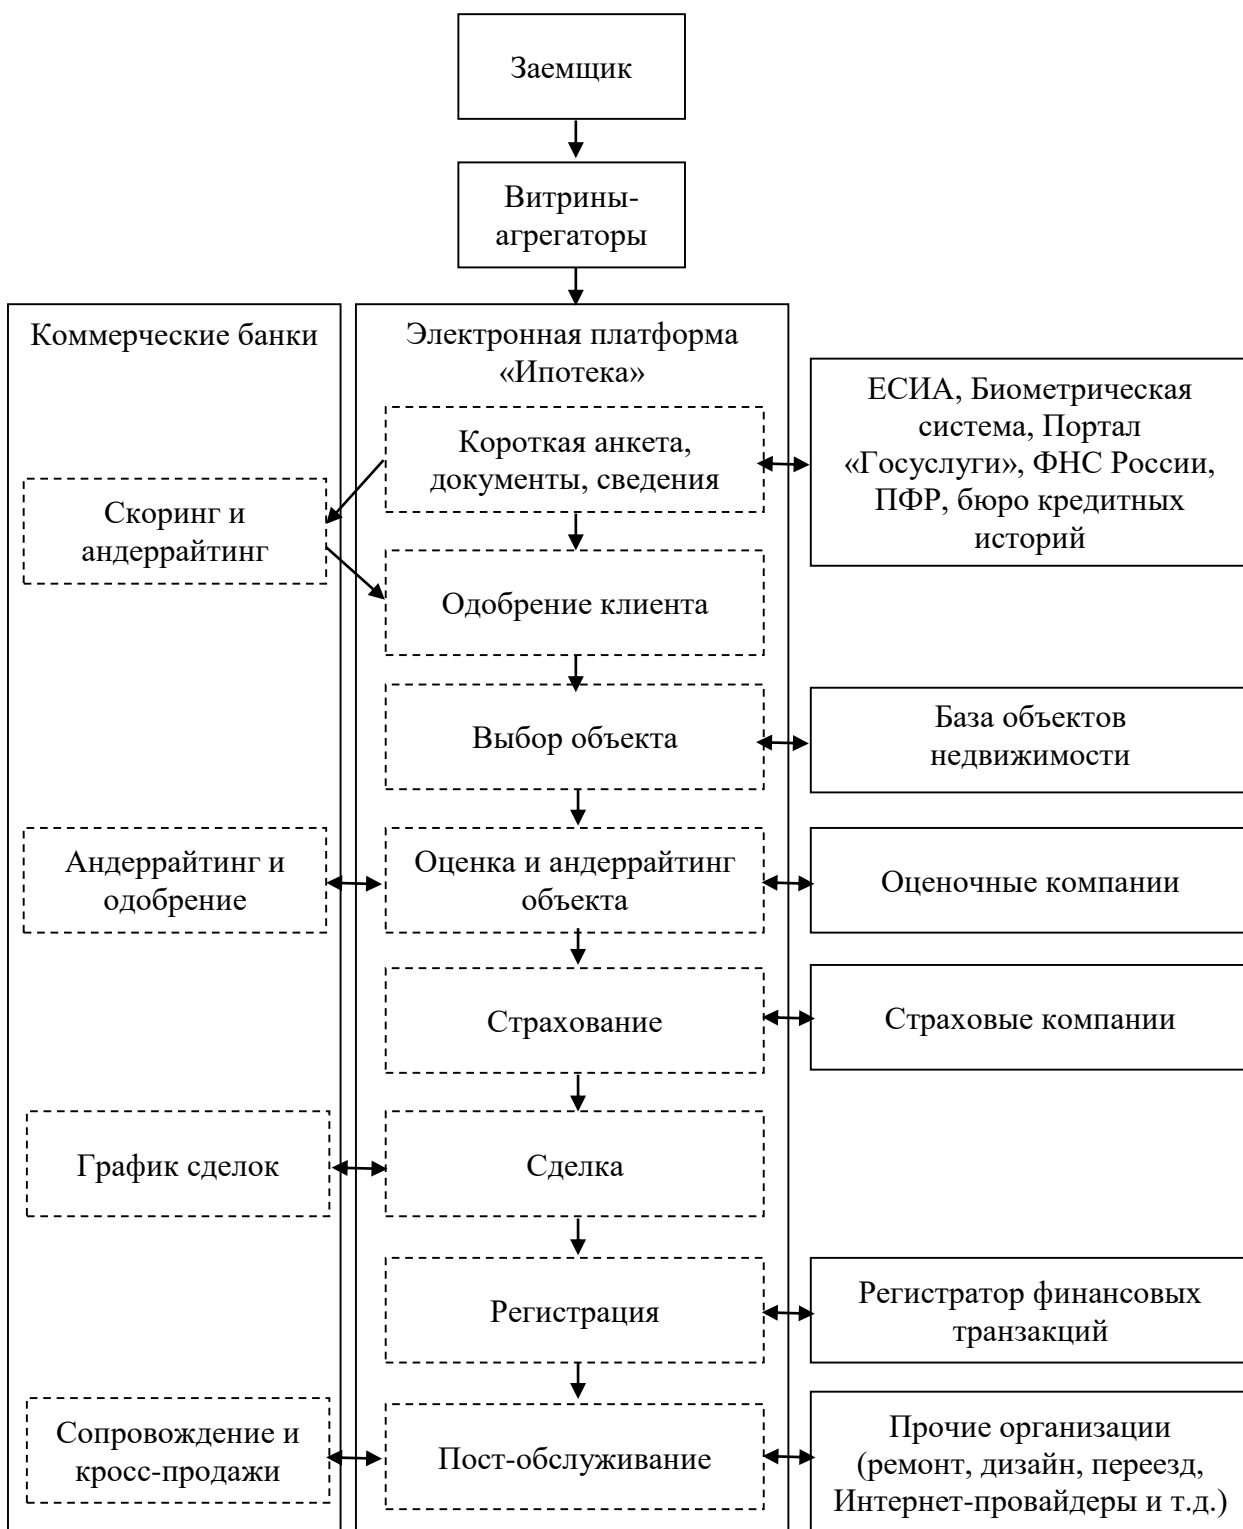 Заемщик
Витрины-
агрегаторы
Коммерческие банки
Электронная платформа
«Ипотека»
Короткая анкета,
документы, сведения
ЕСИА, Биометрическая
система, Портал
«Госуслуги», ФНС России,
ПФР, бюро кредитных
историй
Скоринг и
андеррайтинг
Одобрение клиента
Выбор объекта
База объектов
недвижимости
Андеррайтинг и
одобрение
Оценка и андеррайтинг
объекта
Оценочные компании
Страхование
Страховые компании
График сделок
Сделка
Регистрация
Регистратор финансовых
транзакций
Сопровождение и
кросс-продажи
Пост-обслуживание
Прочие организации
(ремонт, дизайн, переезд,
Интернет-провайдеры и т.д.)